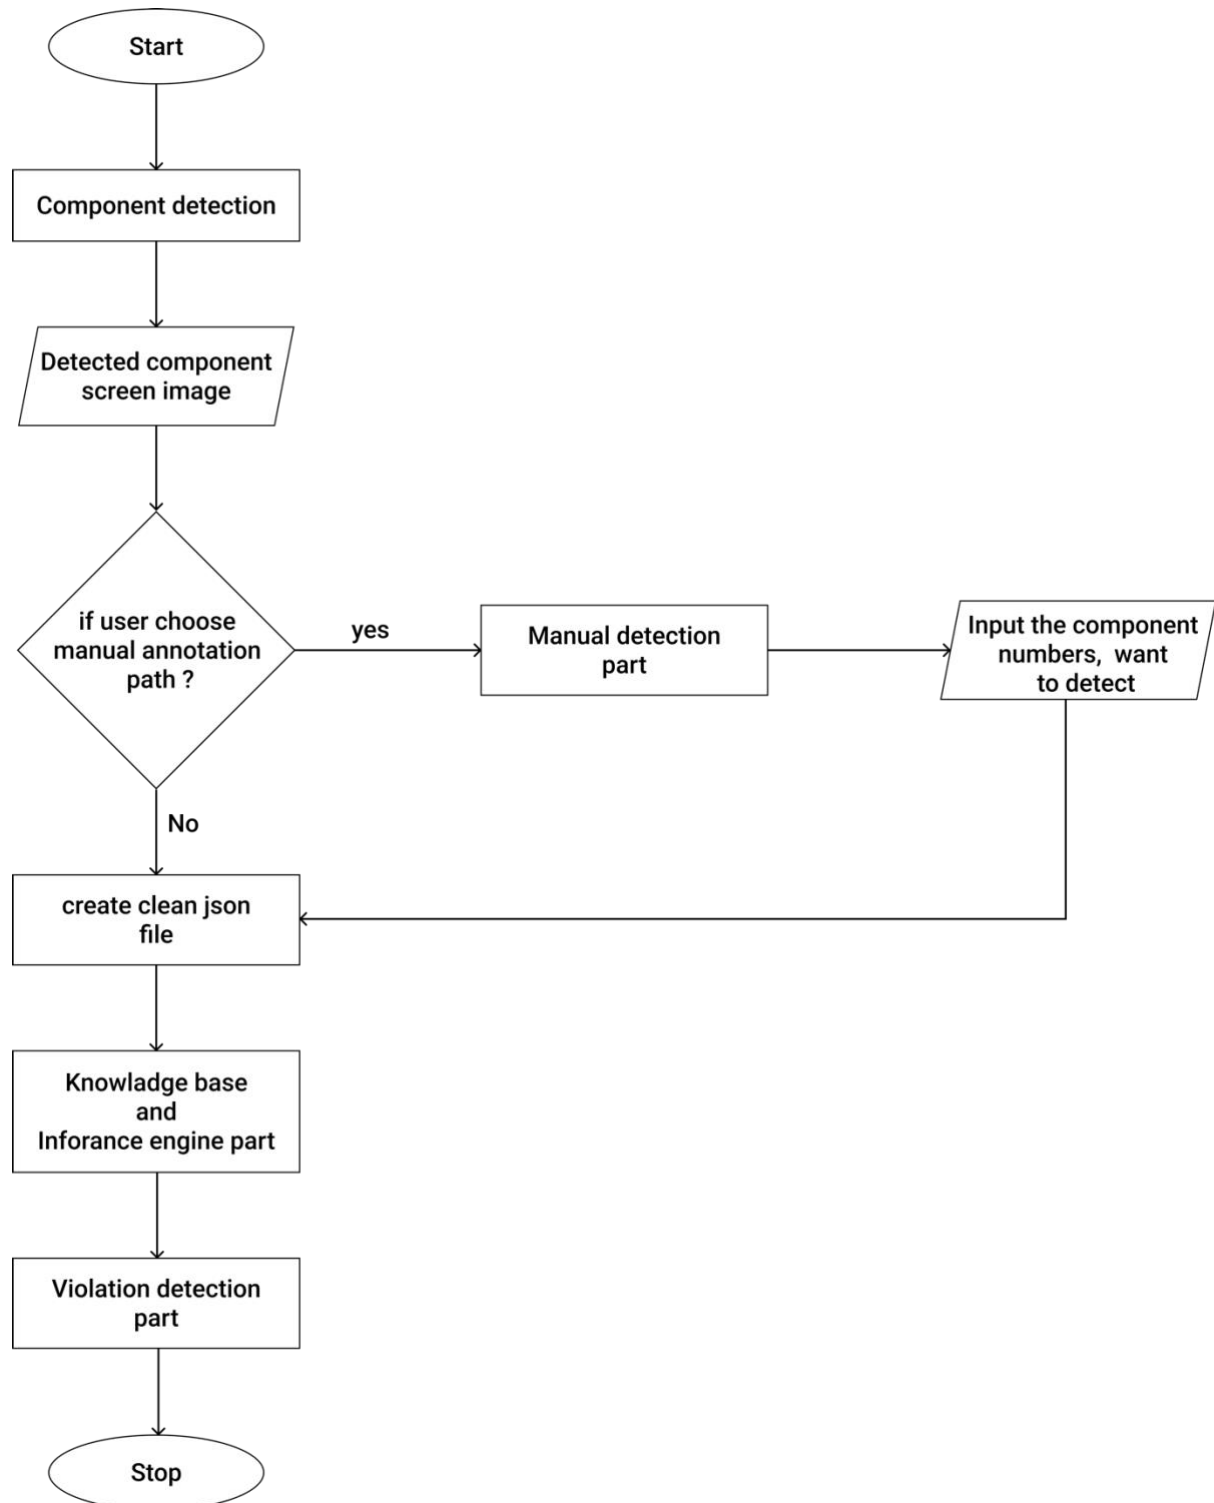 Start
Component detection
Detected component
screen image
if user choose
manual annotation
path ?
yes
Manual detection
part
Input the component
numbers, want
to detect
No
create clean json
file
Knowladge base
and
Inforance engine part
Violation detection
part
Stop